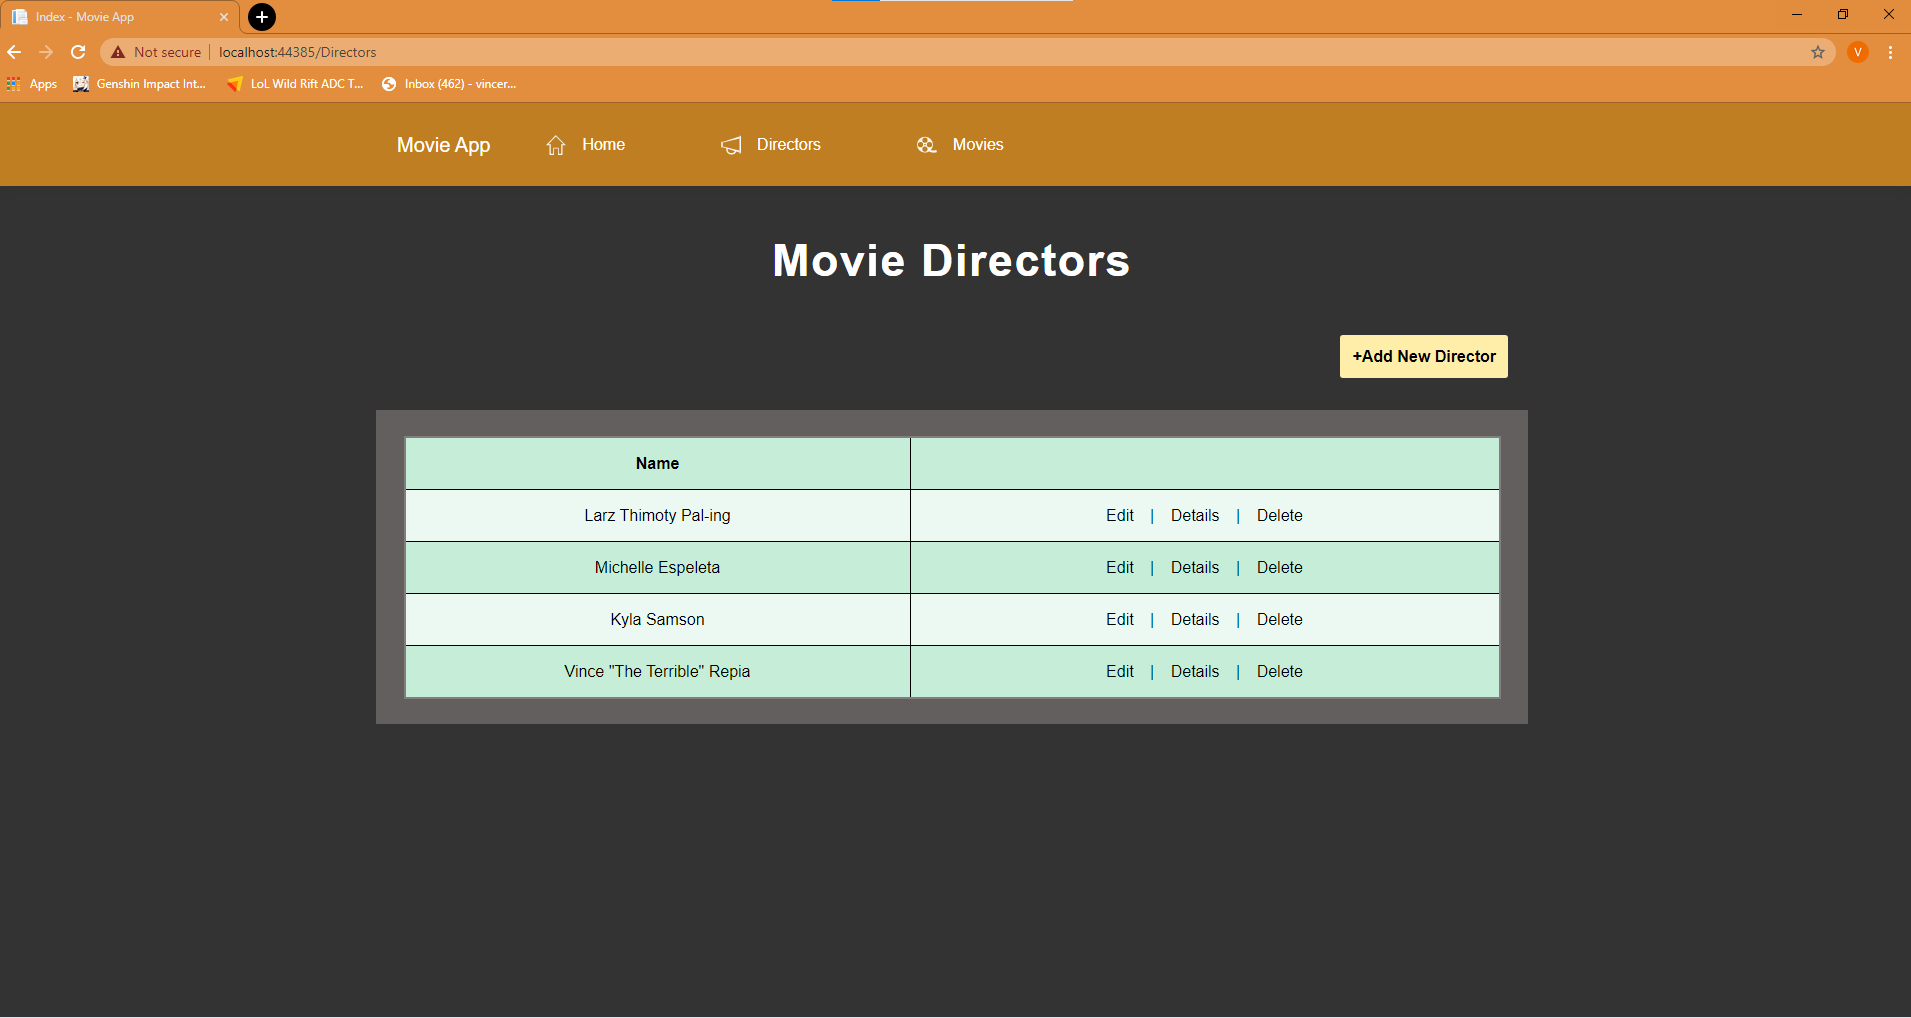 Index - Movie App
Not secure | localhost:44385/Directors
V
Apps Genshin Impact Int... LoL Wild Rift ADC T... Inbox (462) - vincer...
Movie App Home Directors Movies
Movie Directors
+Add New Director
Name
Larz Thimoty Pal-ing Edit | Details | Delete
Michelle Espeleta Edit | Details | Delete
Kyla Samson Edit | Details | Delete
Vince "The Terrible" Repia Edit | Details | Delete